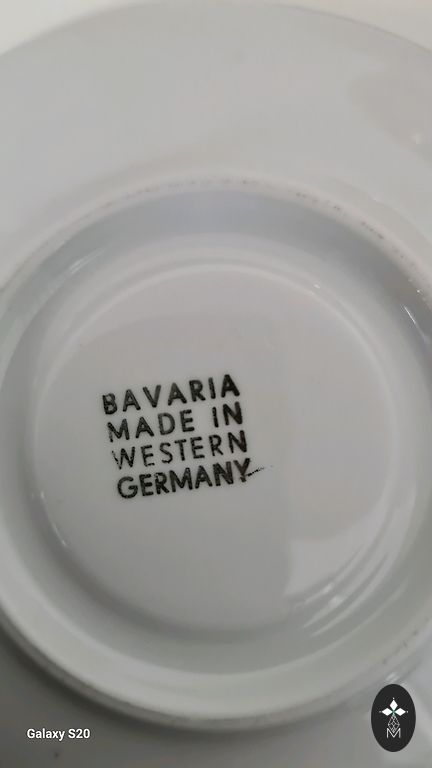 BAVARIA
MADE IN
WESTERN
GERMANY
Galaxy S20
M